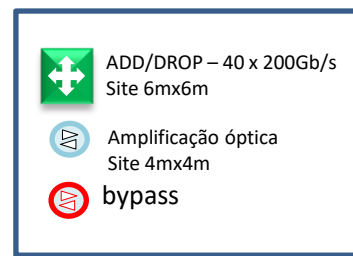 ADD/DROP – 40 x 200Gb/s
Site 6mx6m
Amplificação óptica
Site 4mx4m
bypass